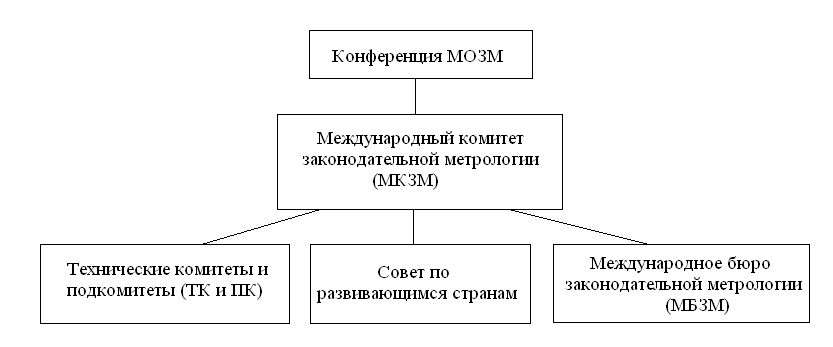 Конференция МОЗМ
Международный комитет
законодательной метрологии
(МКЗМ)
Технические комитеты и
подкомитеты (ТК и ПК)
Совет по
развивающимся странам
Международное бюро
законодательной метрологии
(МБЗМ)